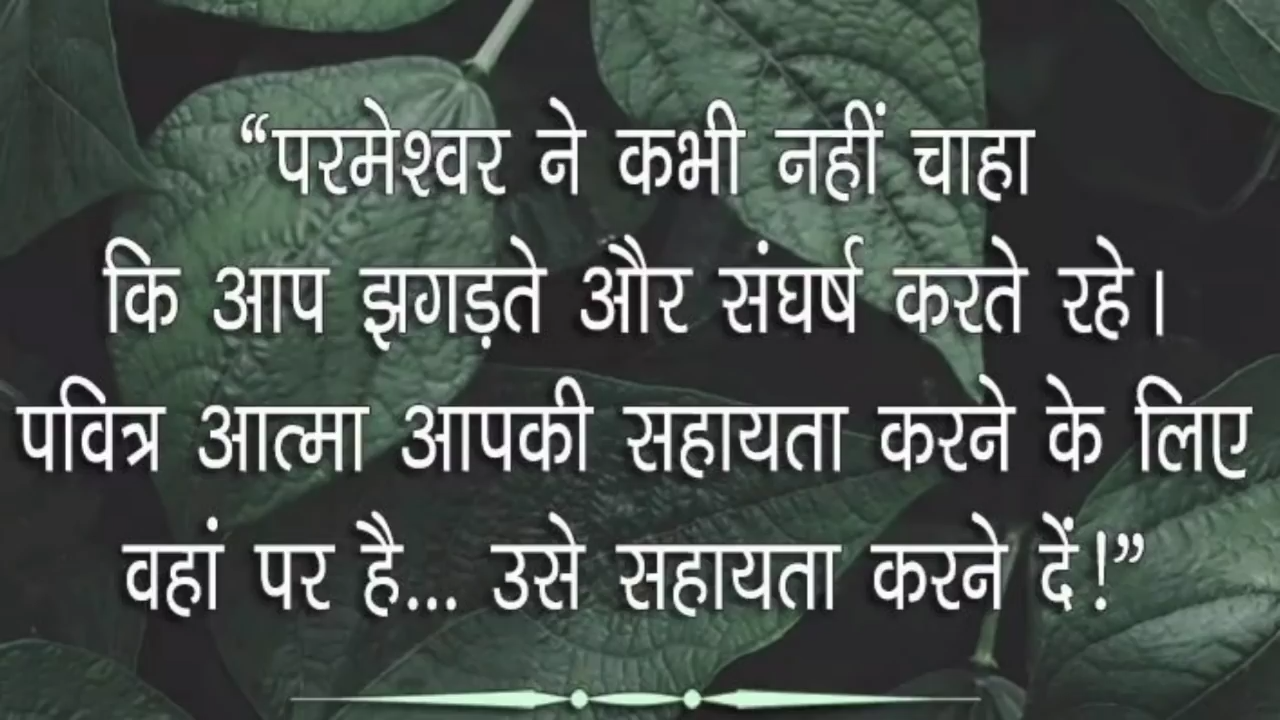 “परमेश्वर ने कभी नहीं चाहा
कि आप झगड़ते और संघर्ष करते रहे।
पवित्र आत्मा आपकी सहायता करने के लिए
वहां पर है... उसे सहायता करने दें!”